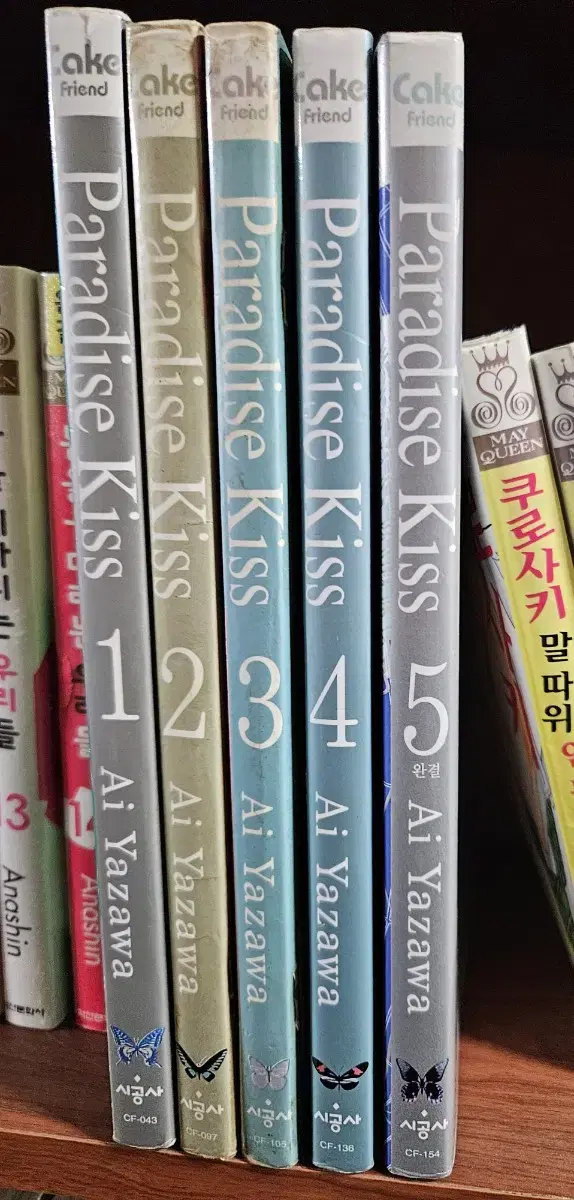 Cake
Friend
Paradise Kiss
1
Ai Yazawa
시공사
CF-043
Cake
Friend
Paradise Kiss
2
Ai Yazawa
시공사
CF-097
Cake
Friend
Paradise Kiss
3
Ai Yazawa
시공사
CF-105
Cake
Friend
Paradise Kiss
4
Ai Yazawa
시공사
CF-136
Cake
Friend
Paradise Kiss
5
완결
Ai Yazawa
시공사
CF-154
13
Anashin
14
Anashin
MAY
QUEEN
쿠로사키
말 따위